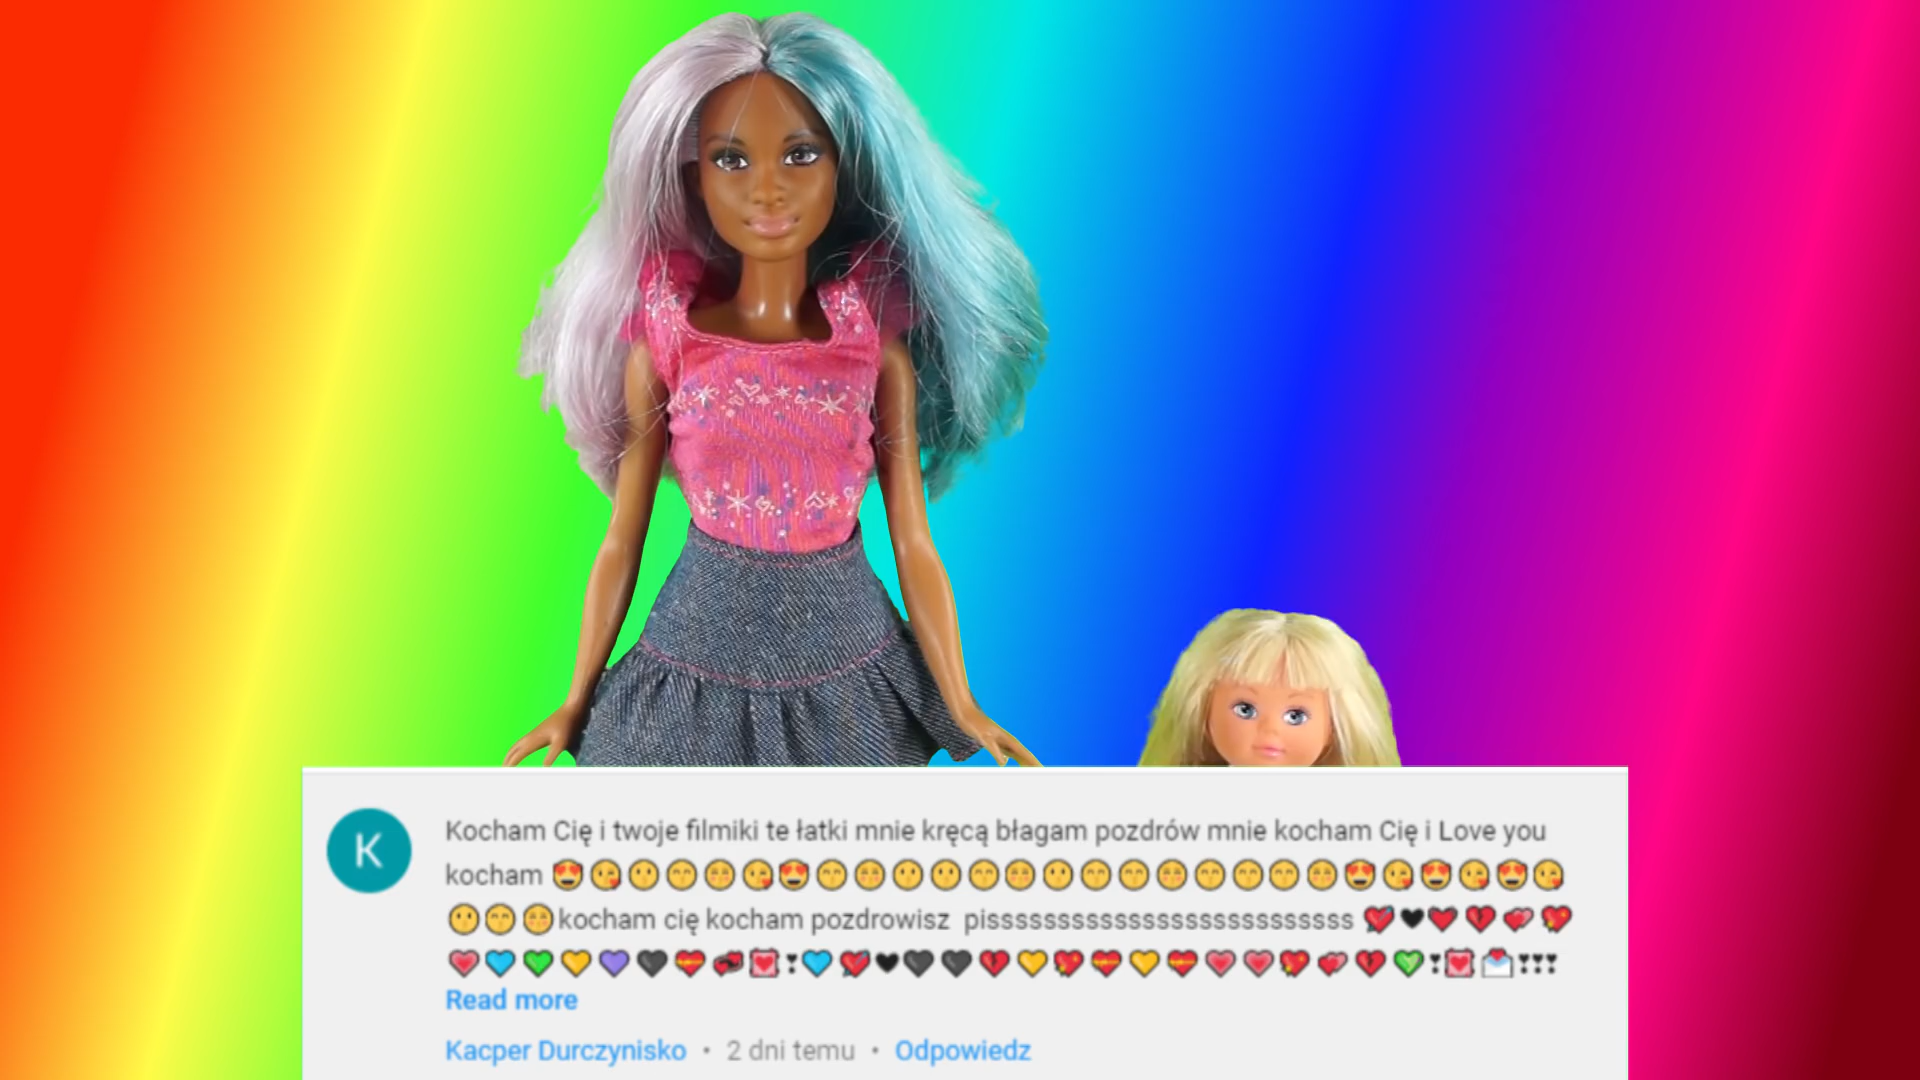 K
Kocham Cię i twoje filmiki te łatki mnie kręcą błagam pozdrów mnie kocham Cię i Love you
kocham 😍😘😗😙😚😘😍😙😚😗😗😙😚😗😙😙😚😙😙😙😚😍😘😍😘😍😘
😗😙😚kocham cię kocham pozdrowisz pissssssssssssssssssssssssssss 💘🖤❤💔💕💖
💗💙💚💛💜🖤💝💞💟❣💙💘🖤🖤🖤💔💛💖💝💛💝💗💗💖💕💔💚❣💟💌❣❣❣
Read more
Kacper Durczynisko • 2 dni temu • Odpowiedz